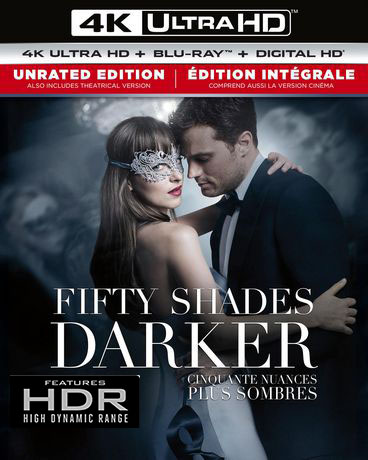 4K ULTRA HD
4K ULTRA HD + BLU-RAY™ + DIGITAL HD
UNRATED EDITION
ALSO INCLUDES THEATRICAL VERSION
ÉDITION INTÉGRALE
COMPREND AUSSI LA VERSION CINÉMA
FIFTY SHADES
DARKER
CINQUANTE NUANCES
PLUS SOMBRES
FEATURES
HDR
HIGH DYNAMIC RANGE